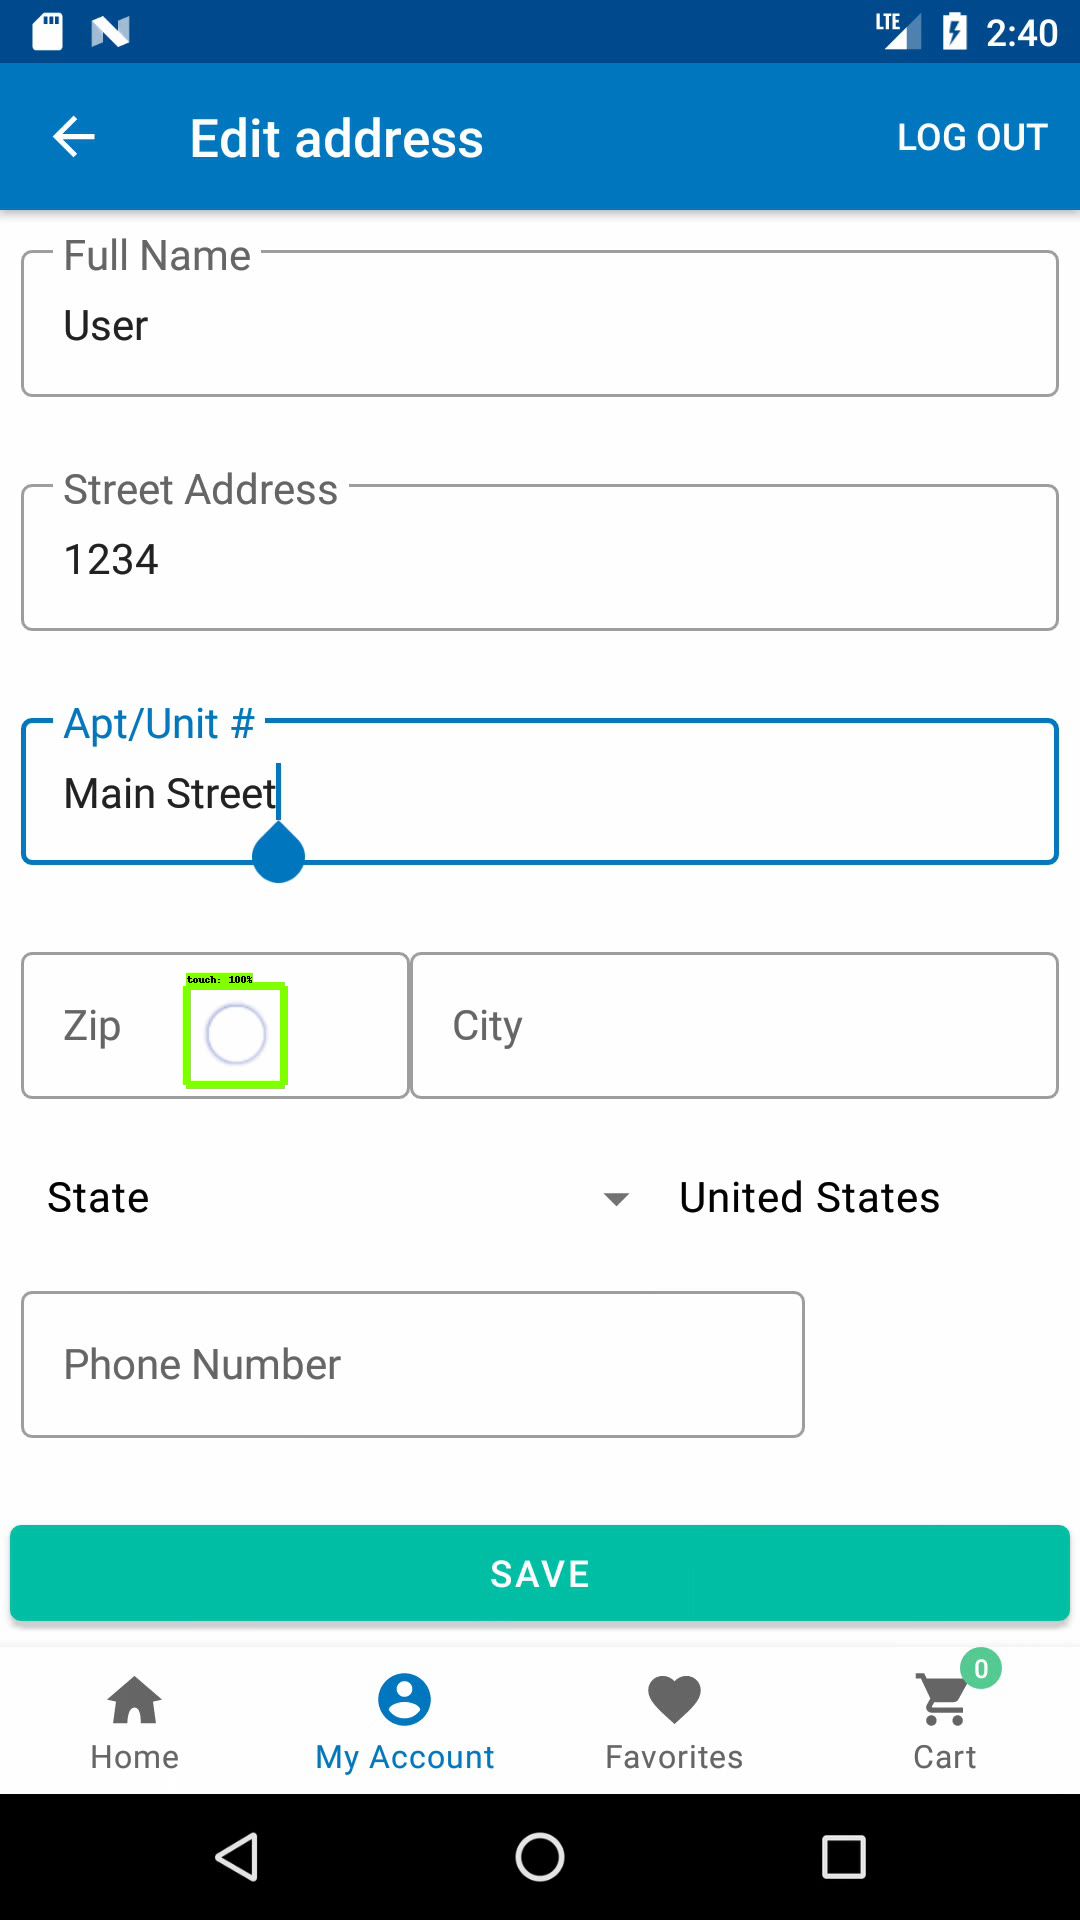 LTE 2:40
Edit address LOG OUT
Full Name
User
Street Address
1234
Apt/Unit #
Main Street
touch: 100%
Zip City
State United States
Phone Number
SAVE
0
Home My Account Favorites Cart